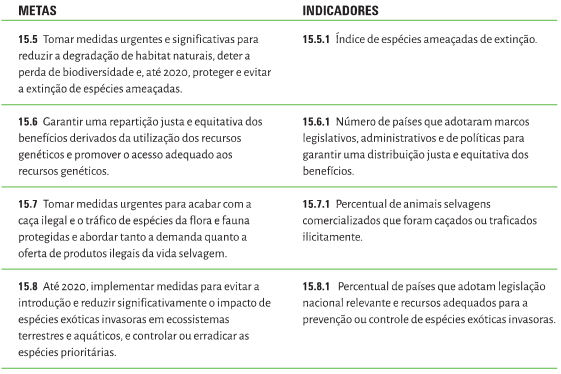 METAS
INDICADORES
15.5 Tomar medidas urgentes e significativas para
reduzir a degradação de habitat naturais, deter a
perda de biodiversidade e, até 2020, proteger e evitar
a extinção de espécies ameaçadas.
15.5.1 Índice de espécies ameaçadas de extinção.
15.6 Garantir uma repartição justa e equitativa dos
benefícios derivados da utilização dos recursos
genéticos e promover o acesso adequado aos
recursos genéticos.
15.6.1 Número de países que adotaram marcos
legislativos, administrativos e de políticas para
garantir uma distribuição justa e equitativa dos
benefícios.
15.7 Tomar medidas urgentes para acabar com a
caça ilegal e o tráfico de espécies da flora e fauna
protegidas e abordar tanto a demanda quanto a
oferta de produtos ilegais da vida selvagem.
15.7.1 Percentual de animais selvagens
comercializados que foram caçados ou traficados
ilicitamente.
15.8 Até 2020, implementar medidas para evitar a
introdução e reduzir significativamente o impacto de
espécies exóticas invasoras em ecossistemas
terrestres e aquáticos, e controlar ou erradicar as
espécies prioritárias.
15.8.1 Percentual de países que adotam legislação
nacional relevante e recursos adequados para a
prevenção ou controle de espécies exóticas invasoras.